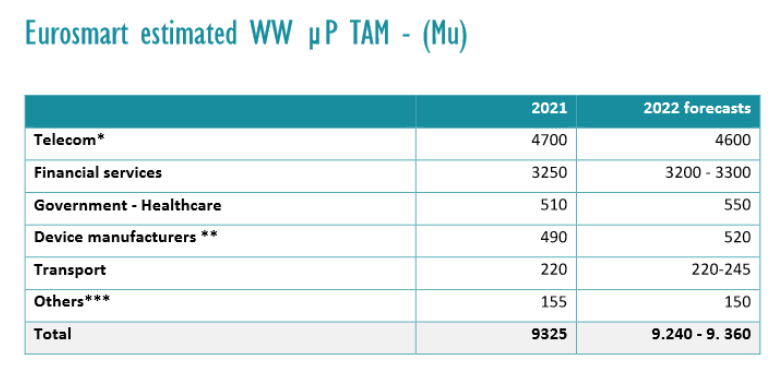 Eurosmart estimated WW µP TAM - (Mu)
2021 2022 forecasts
Telecom* 4700 4600
Financial services 3250 3200 - 3300
Government - Healthcare 510 550
Device manufacturers ** 490 520
Transport 220 220-245
Others*** 155 150
Total 9325 9.240 - 9. 360